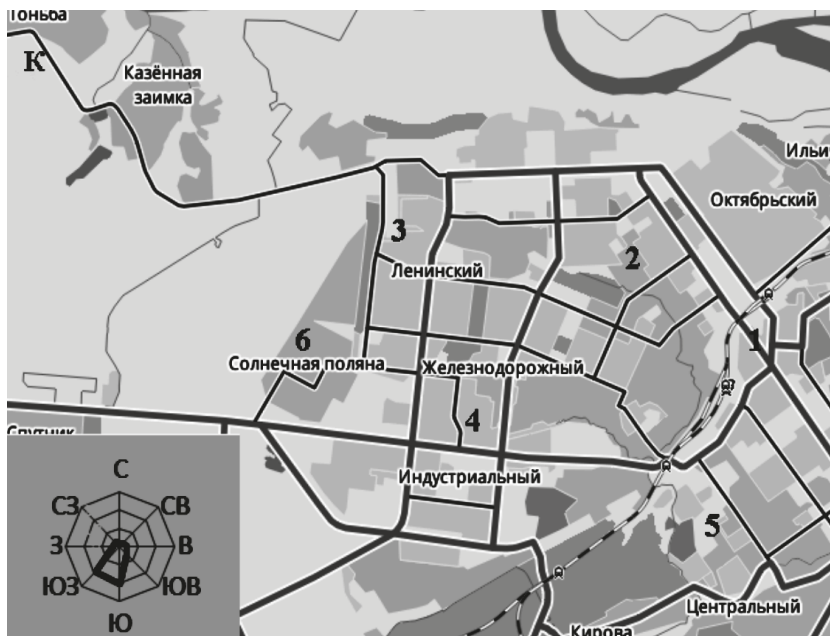 Тоньба
К
Казённая
заимка
Ильи
Октябрьский
3
2
Ленинский
1
6
Солнечная поляна
Железнодорожный
4
Спутник
Индустриальный
5
С
СЗ
СВ
З
В
ЮЗ
ЮВ
Ю
Центральный
Кирова